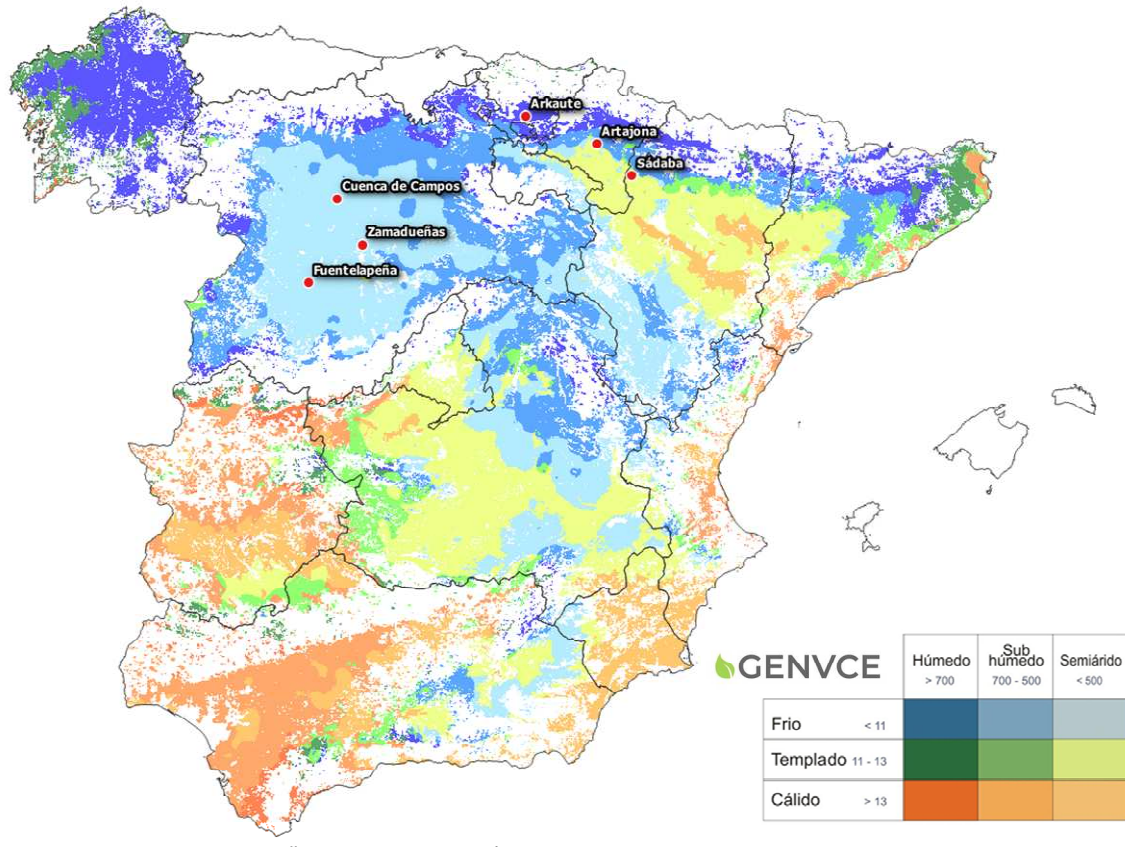 Arkaute
Artajona
Sádaba
Cuenca de Campos
Zamadueñas
Fuentelapeña
GENVCE
Húmedo
> 700
Sub
húmedo
700 - 500
Semiárido
< 500
Frio < 11
Templado 11 - 13
Cálido > 13